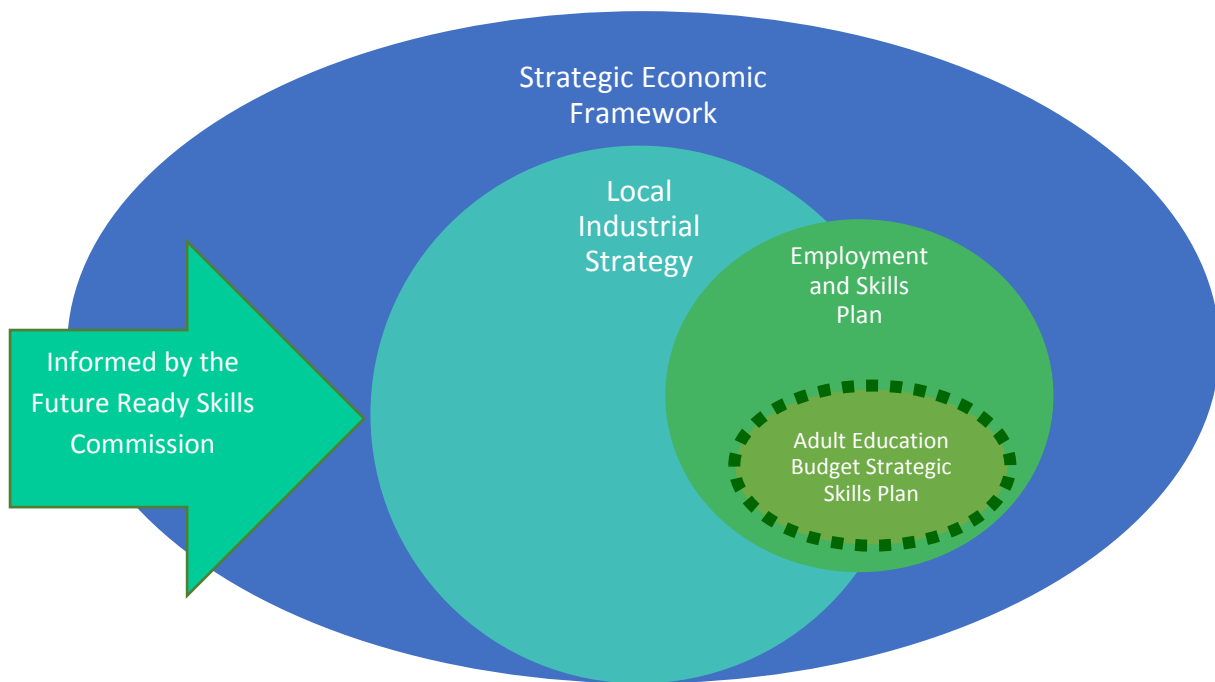 Strategic Economic
Framework
Local
Industrial
Strategy
Employment
and Skills
Plan
Informed by the
Future Ready Skills
Commission
Adult Education
Budget Strategic
Skills Plan